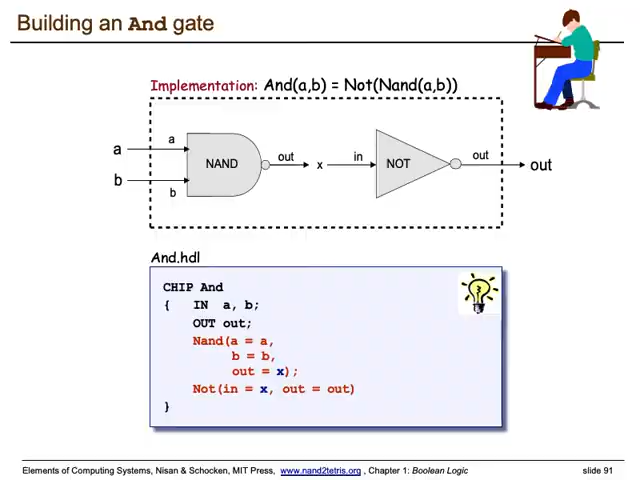 Building an And gate
Implementation: And(a,b) = Not(Nand(a,b))
a
a
NAND
out
x
in
NOT
out
out
b
b
And.hdl
CHIP And
{ IN a, b;
OUT out;
Nand(a = a,
b = b,
out = x);
Not(in = x, out = out)
}
Elements of Computing Systems, Nisan & Schocken, MIT Press, www.nand2tetris.org , Chapter 1: Boolean Logic
slide 91